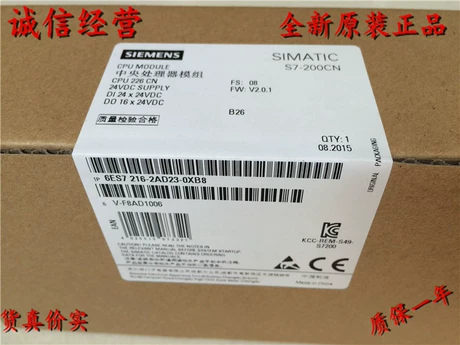 诚信经营
全新原装正品
SIEMENS
SIMATIC
S7-200CN
CPU MODULE
中央处理器模组
CPU 226 CN
24VDC SUPPLY
DI 24 x 24VDC
DO 16 x 24VDC
FS: 08
FW: V2.0.1
B26
质量检验合格
QTY: 1
08.2015
ORIGINAL PACKAGING
1P 6ES7 216-2AD23-0XB8
S V-F8AD1006
EAN
KCC-REM-S49-
S7200
货真价实
质保一年